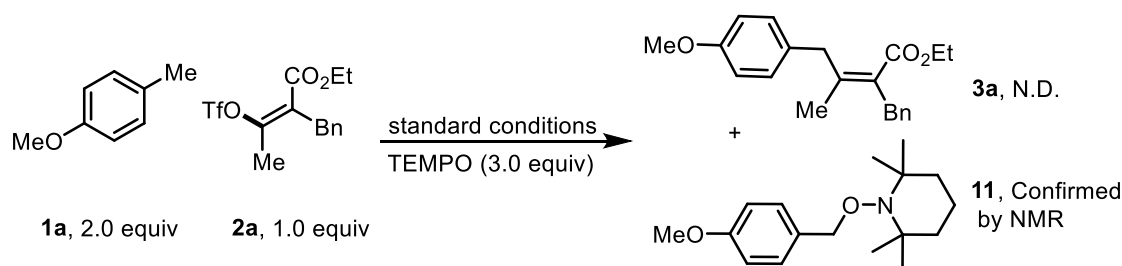 MeO
Me
1a, 2.0 equiv
TfO
CO2Et
Bn
Me
2a, 1.0 equiv
standard conditions
TEMPO (3.0 equiv)
MeO
CO2Et
Me
Bn
3a, N.D.
+
MeO
O
N
11, Confirmed
by NMR